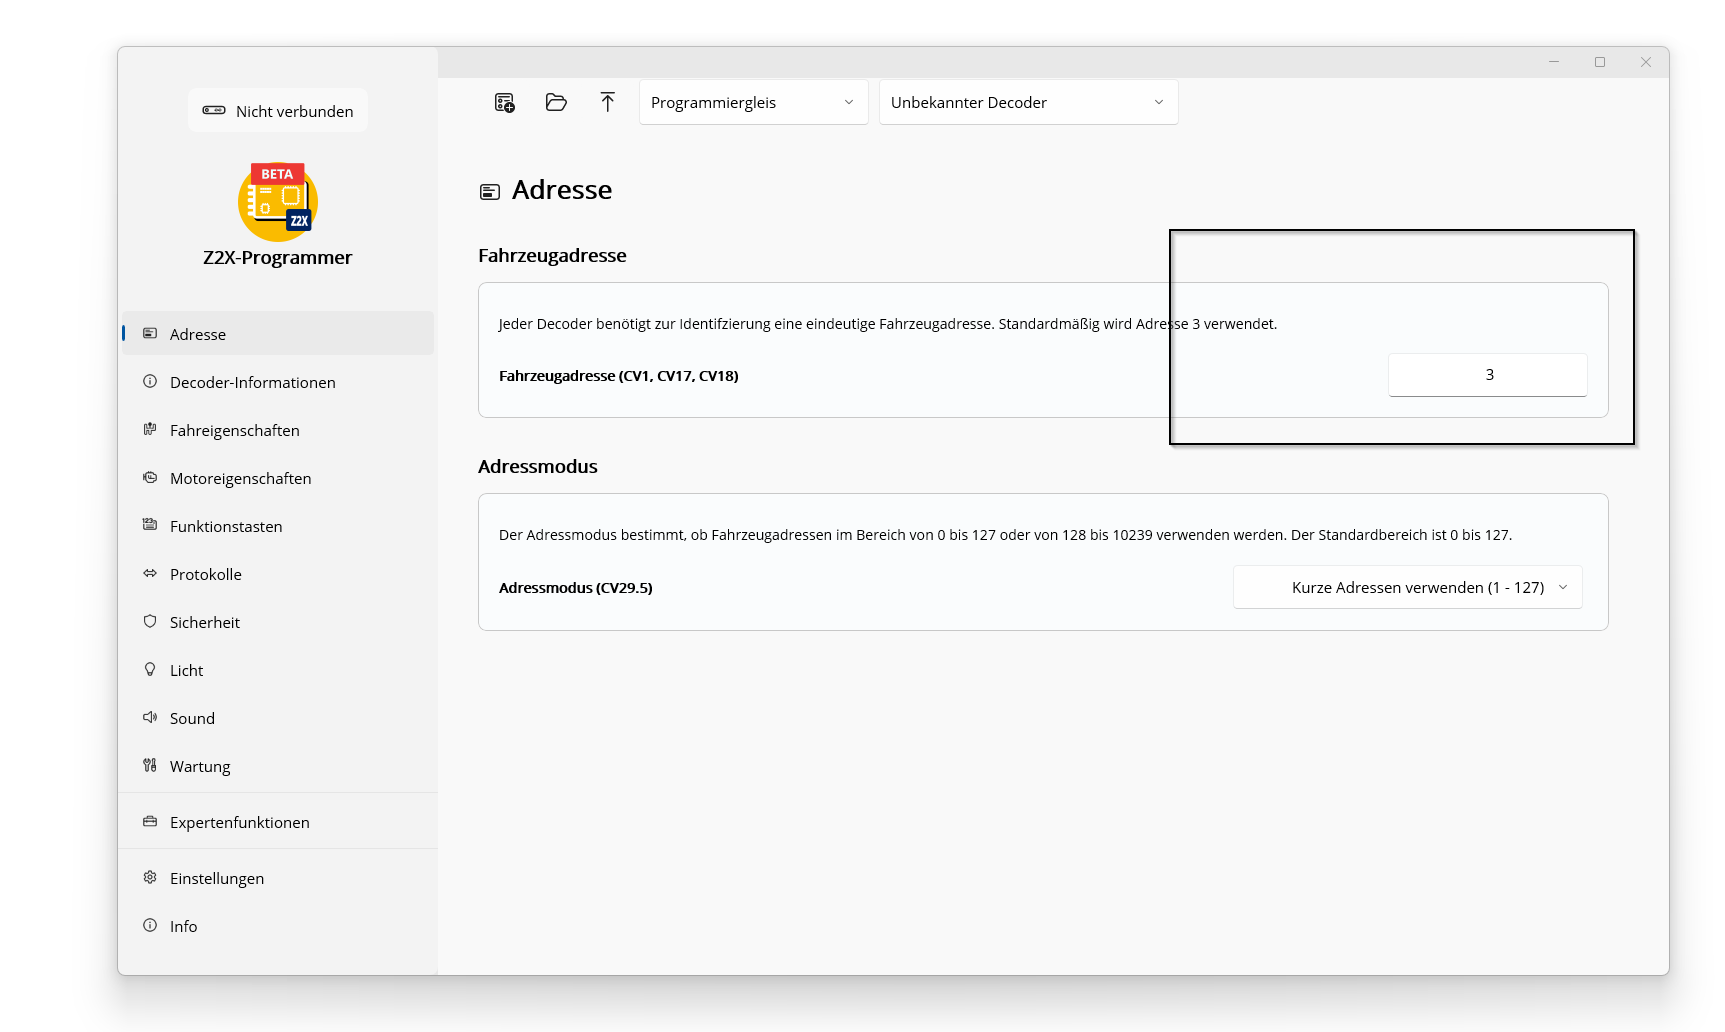 Nicht verbunden
BETA
Z2X
Z2X-Programmer
Adresse
Decoder-Informationen
Fahreigenschaften
Motoreigenschaften
Funktionstasten
Protokolle
Sicherheit
Licht
Sound
Wartung
Expertenfunktionen
Einstellungen
Info
Programmiergleis
Unbekannter Decoder
Adresse
Fahrzeugadresse
Jeder Decoder benötigt zur Identifzierung eine eindeutige Fahrzeugadresse. Standardmäßig wird Adresse 3 verwendet.
Fahrzeugadresse (CV1, CV17, CV18)
3
Adressmodus
Der Adressmodus bestimmt, ob Fahrzeugadressen im Bereich von 0 bis 127 oder von 128 bis 10239 verwenden werden. Der Standardbereich ist 0 bis 127.
Adressmodus (CV29.5)
Kurze Adressen verwenden (1 - 127)